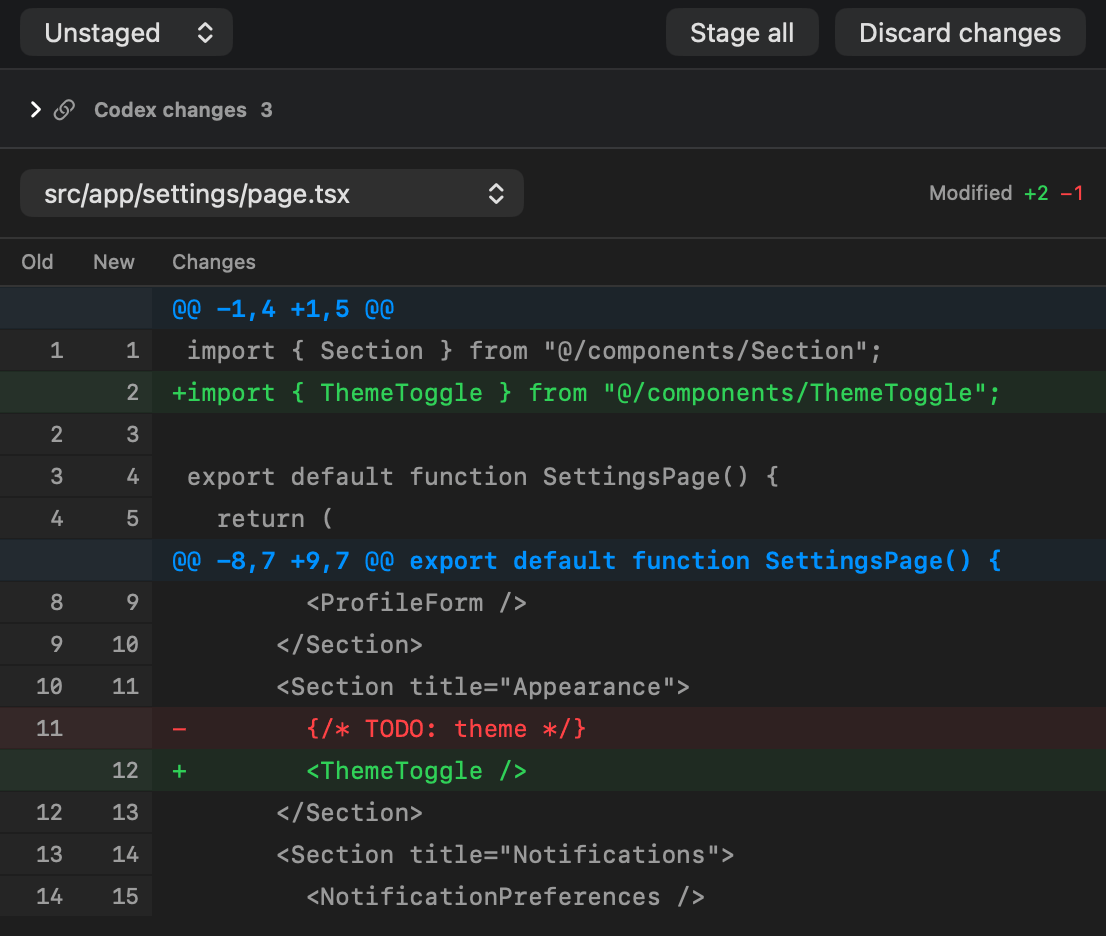 Unstaged Stage all Discard changes
Codex changes 3
src/app/settings/page.tsx Modified +2 −1
Old New Changes
@@ −1,4 +1,5 @@
1 1 import { Section } from "@/components/Section";
2 +import { ThemeToggle } from "@/components/ThemeToggle";
2 3
3 4 export default function SettingsPage() {
4 5 return (
@@ −8,7 +9,7 @@ export default function SettingsPage() {
8 9 <ProfileForm />
9 10 </Section>
10 11 <Section title="Appearance">
11 − {/* TODO: theme */}
12 + <ThemeToggle />
12 13 </Section>
13 14 <Section title="Notifications">
14 15 <NotificationPreferences />